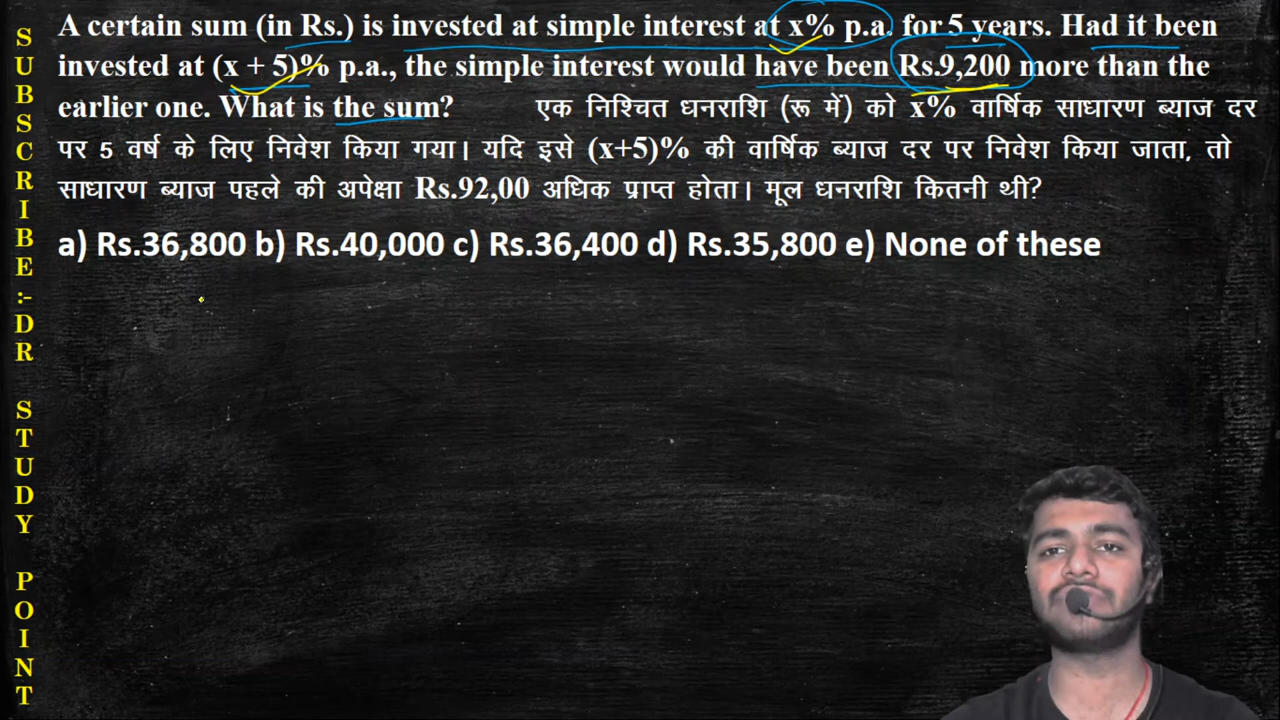 A certain sum (in Rs.) is invested at simple interest at x% p.a. for 5 years. Had it been
invested at (x + 5)% p.a., the simple interest would have been Rs.9,200 more than the
earlier one. What is the sum? एक निश्चित धनराशि (रू में) को x% वार्षिक साधारण ब्याज दर
पर 5 वर्ष के लिए निवेश किया गया। यदि इसे (x+5)% की वार्षिक ब्याज दर पर निवेश किया जाता, तो
साधारण ब्याज पहले की अपेक्षा Rs.92,00 अधिक प्राप्त होता। मूल धनराशि कितनी थी?
a) Rs.36,800 b) Rs.40,000 c) Rs.36,400 d) Rs.35,800 e) None of these
SUBSCRIBE:-DR STUDY POINT